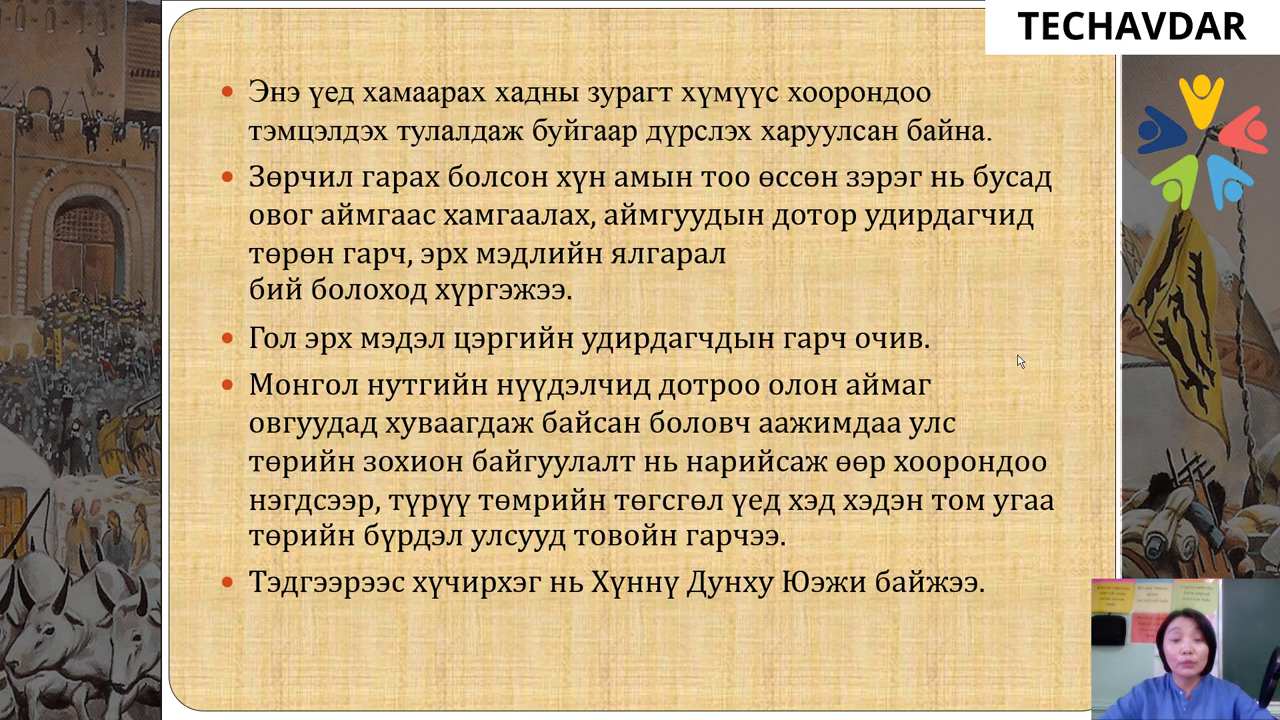 TECHAVDAR
Энэ үед хамаарах хадны зурагт хүмүүс хоорондоо
тэмцэлдэх тулалдаж буйгаар дүрслэх харуулсан байна.
Зөрчил гарах болсон хүн амын тоо өссөн зэрэг нь бусад
овог аймгаас хамгаалах, аймгуудын дотор удирдагчид
төрөн гарч, эрх мэдлийн ялгарал
бий болоход хүргэжээ.
Гол эрх мэдэл цэргийн удирдагчдын гарч очив.
Монгол нутгийн нүүдэлчид дотроо олон аймаг
овгуудад хуваагдаж байсан боловч аажимдаа улс
төрийн зохион байгуулалт нь нарийсаж өөр хоорондоо
нэгдсээр, түрүү төмрийн төгсгөл үед хэд хэдэн том угаа
төрийн бүрдэл улсууд товойн гарчээ.
Тэдгээрээс хүчирхэг нь Хүннү Дунху Юэжи байжээ.